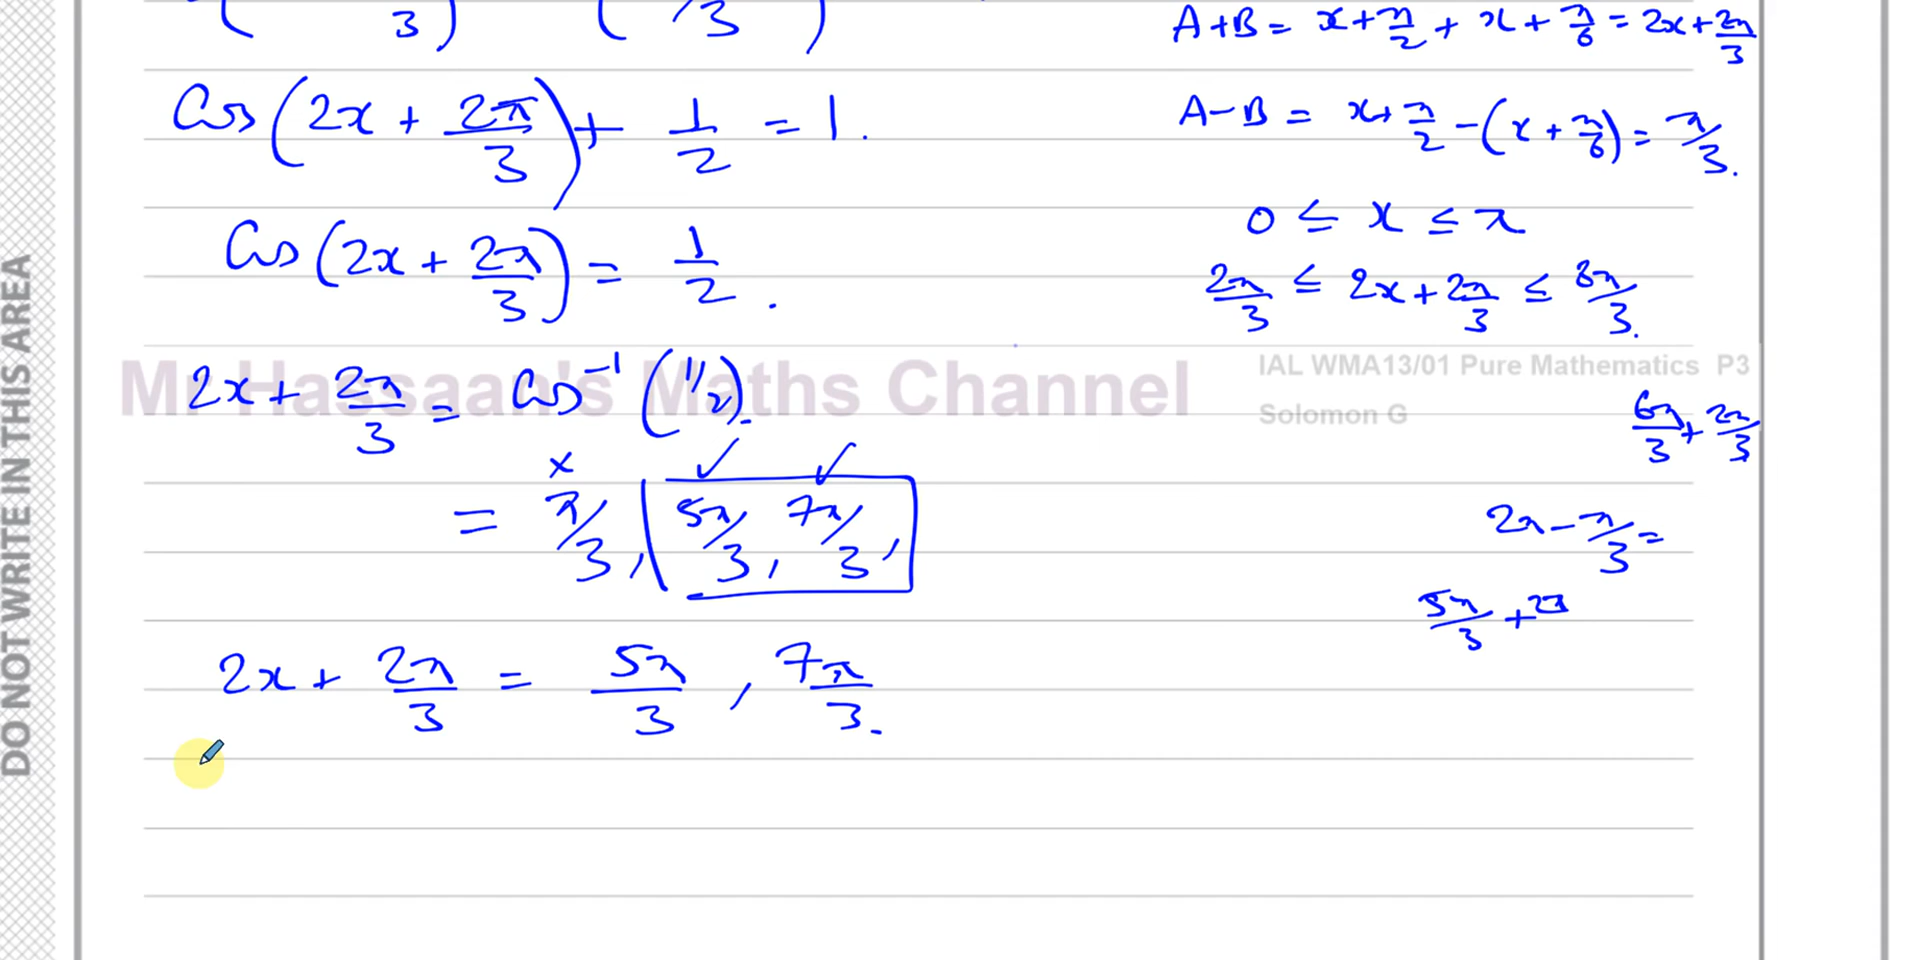 ( 3 ) ( π/3 )
Cos(2x + 2π/3) + 1/2 = 1.
Cos(2x + 2π/3) = 1/2.
2x + 2π/3 = Cos⁻¹(1/2).
× ✓ ✓
= π/3, 5π/3, 7π/3,
2x + 2π/3 = 5π/3, 7π/3.
A+B = x + π/2 + x + π/6 = 2x + 2π/3
A-B = x + π/2 - (x + π/6) = π/3.
0 ≤ x ≤ π
2π/3 ≤ 2x + 2π/3 ≤ 8π/3.
6π/3 + 2π/3
2π - π/3 =
5π/3 + 2π
Mr Hassaan's Maths Channel
IAL WMA13/01 Pure Mathematics P3
Solomon G
DO NOT WRITE IN THIS AREA